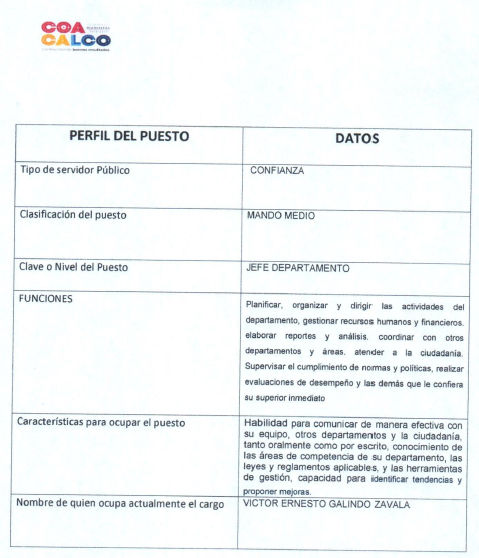 COA
CALCO
PERFIL DEL PUESTO DATOS
Tipo de servidor Público CONFIANZA
Clasificación del puesto MANDO MEDIO
Clave o Nivel del Puesto JEFE DEPARTAMENTO
FUNCIONES
Planificar, organizar y dirigir las actividades del
departamento, gestionar recursos humanos y financieros,
elaborar reportes y análisis. coordinar con otros
departamentos y áreas. atender a la ciudadanía.
Supervisar el cumplimiento de normas y políticas, realizar
evaluaciones de desempeño y las demás que le confiera
su superior inmediato
Características para ocupar el puesto
Habilidad para comunicar de manera efectiva con
su equipo, otros departamentos y la ciudadanía,
tanto oralmente como por escrito, conocimiento de
las áreas de competencia de su departamento, las
leyes y reglamentos aplicables, y las herramientas
de gestión, capacidad para identificar tendencias y
proponer mejoras.
Nombre de quien ocupa actualmente el cargo VICTOR ERNESTO GALINDO ZAVALA